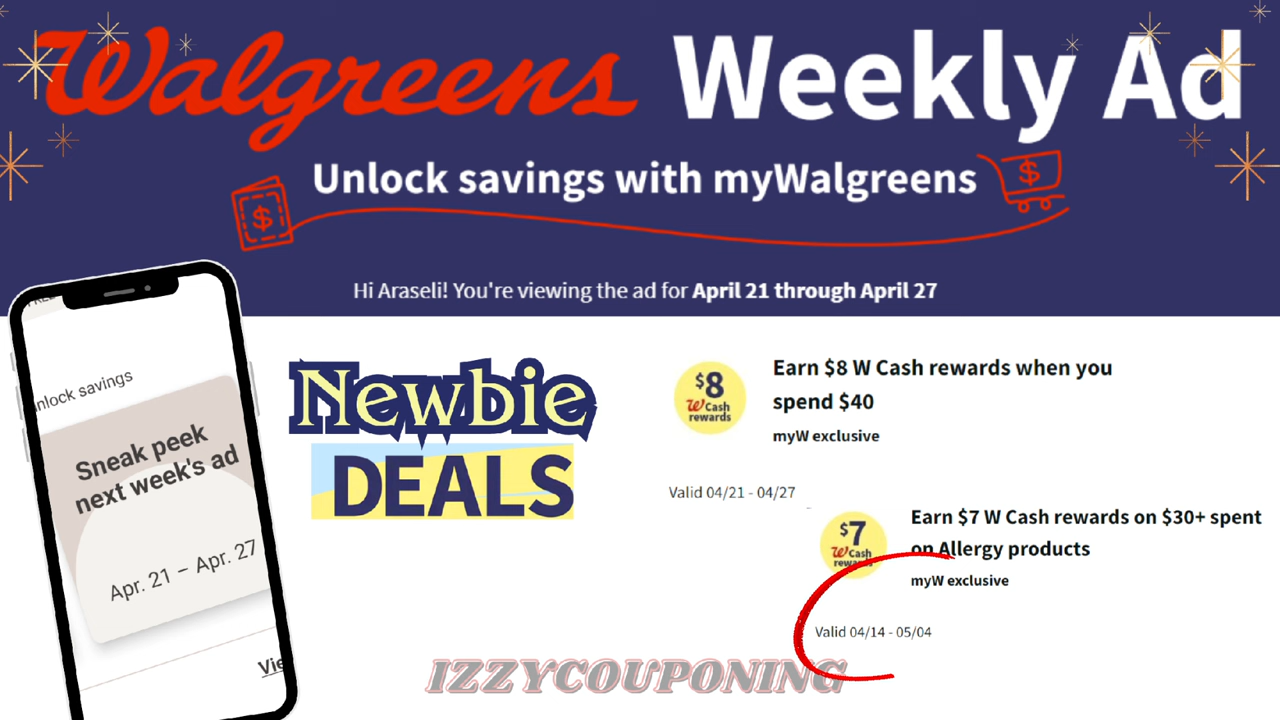 Walgreens Weekly Ad
Unlock savings with myWalgreens
$
$
Hi Araseli! You're viewing the ad for April 21 through April 27
nlock savings
Sneak peek
next week's ad
Apr. 21 – Apr. 27
Vie
Newbie
DEALS
$8
W Cash
rewards
Earn $8 W Cash rewards when you
spend $40
myW exclusive
Valid 04/21 - 04/27
$7
W Cash
rewards
Earn $7 W Cash rewards on $30+ spent
on Allergy products
myW exclusive
Valid 04/14 - 05/04
IZZYCOUPONING